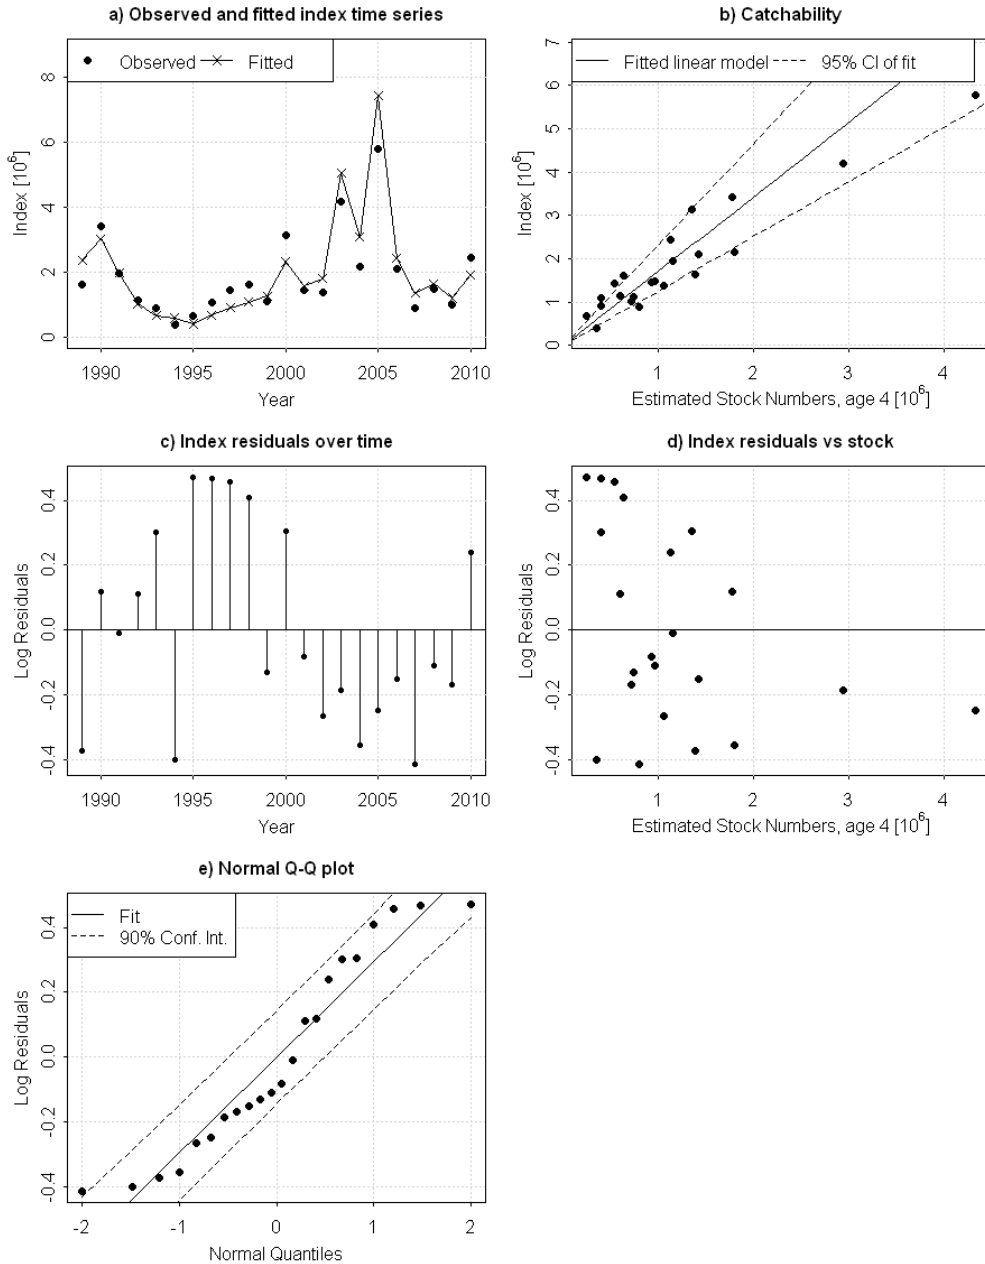 a) Observed and fitted index time series
Observed Fitted
Index [10^6]
0 2 4 6 8
1990 1995 2000 2005 2010
Year
b) Catchability
Fitted linear model 95% CI of fit
Index [10^6]
0 1 2 3 4 5 6 7
1 2 3 4
Estimated Stock Numbers, age 4 [10^6]
c) Index residuals over time
Log Residuals
-0.4 -0.2 0.0 0.2 0.4
1990 1995 2000 2005 2010
Year
d) Index residuals vs stock
Log Residuals
-0.4 -0.2 0.0 0.2 0.4
1 2 3 4
Estimated Stock Numbers, age 4 [10^6]
e) Normal Q-Q plot
Fit
90% Conf. Int.
Log Residuals
-0.4 -0.2 0.0 0.2 0.4
-2 -1 0 1 2
Normal Quantiles